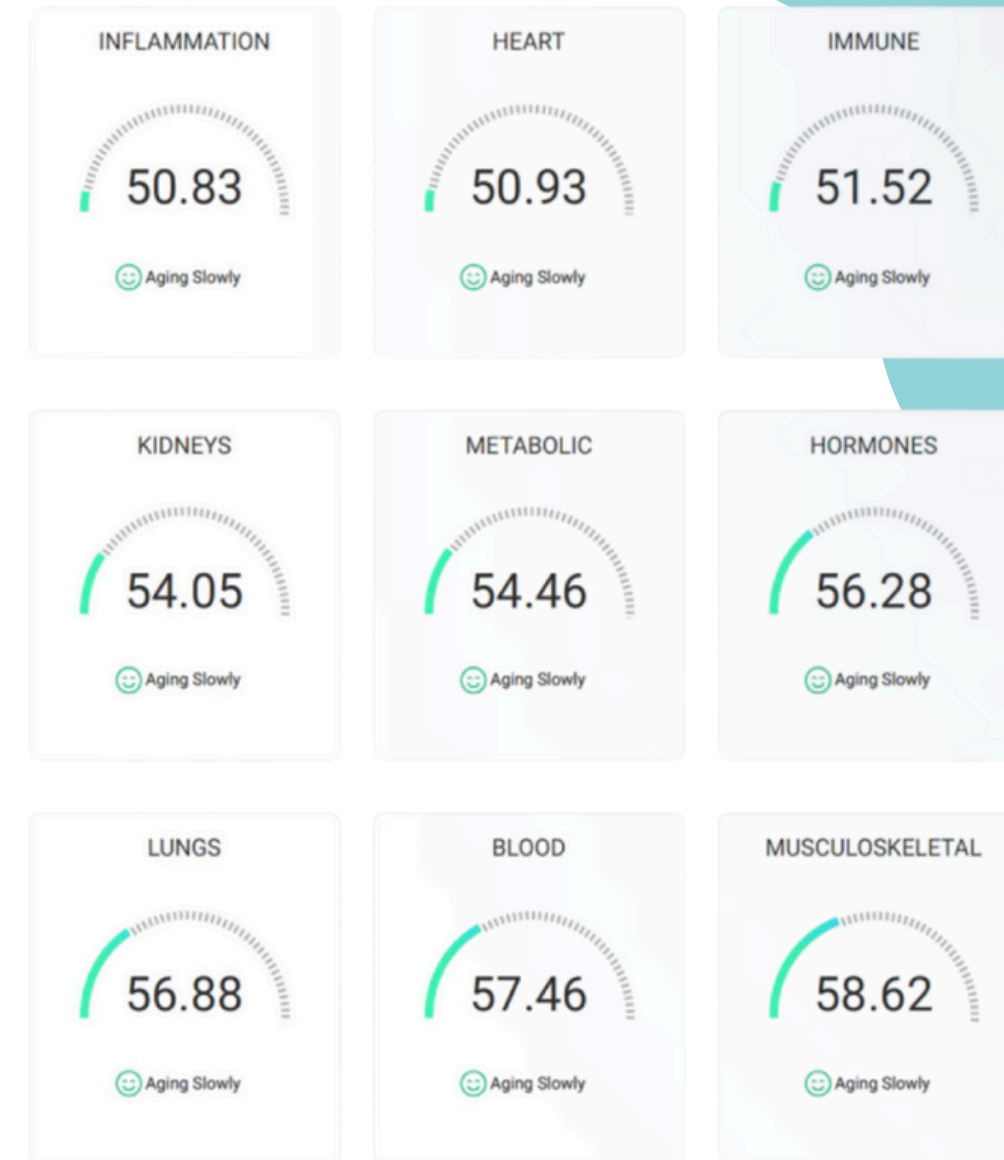 INFLAMMATION
50.83
Aging Slowly
HEART
50.93
Aging Slowly
IMMUNE
51.52
Aging Slowly
KIDNEYS
54.05
Aging Slowly
METABOLIC
54.46
Aging Slowly
HORMONES
56.28
Aging Slowly
LUNGS
56.88
Aging Slowly
BLOOD
57.46
Aging Slowly
MUSCULOSKELETAL
58.62
Aging Slowly